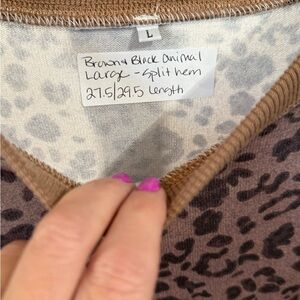 L
Brown & Black animal
Large - Split hem
27.5/29.5 length